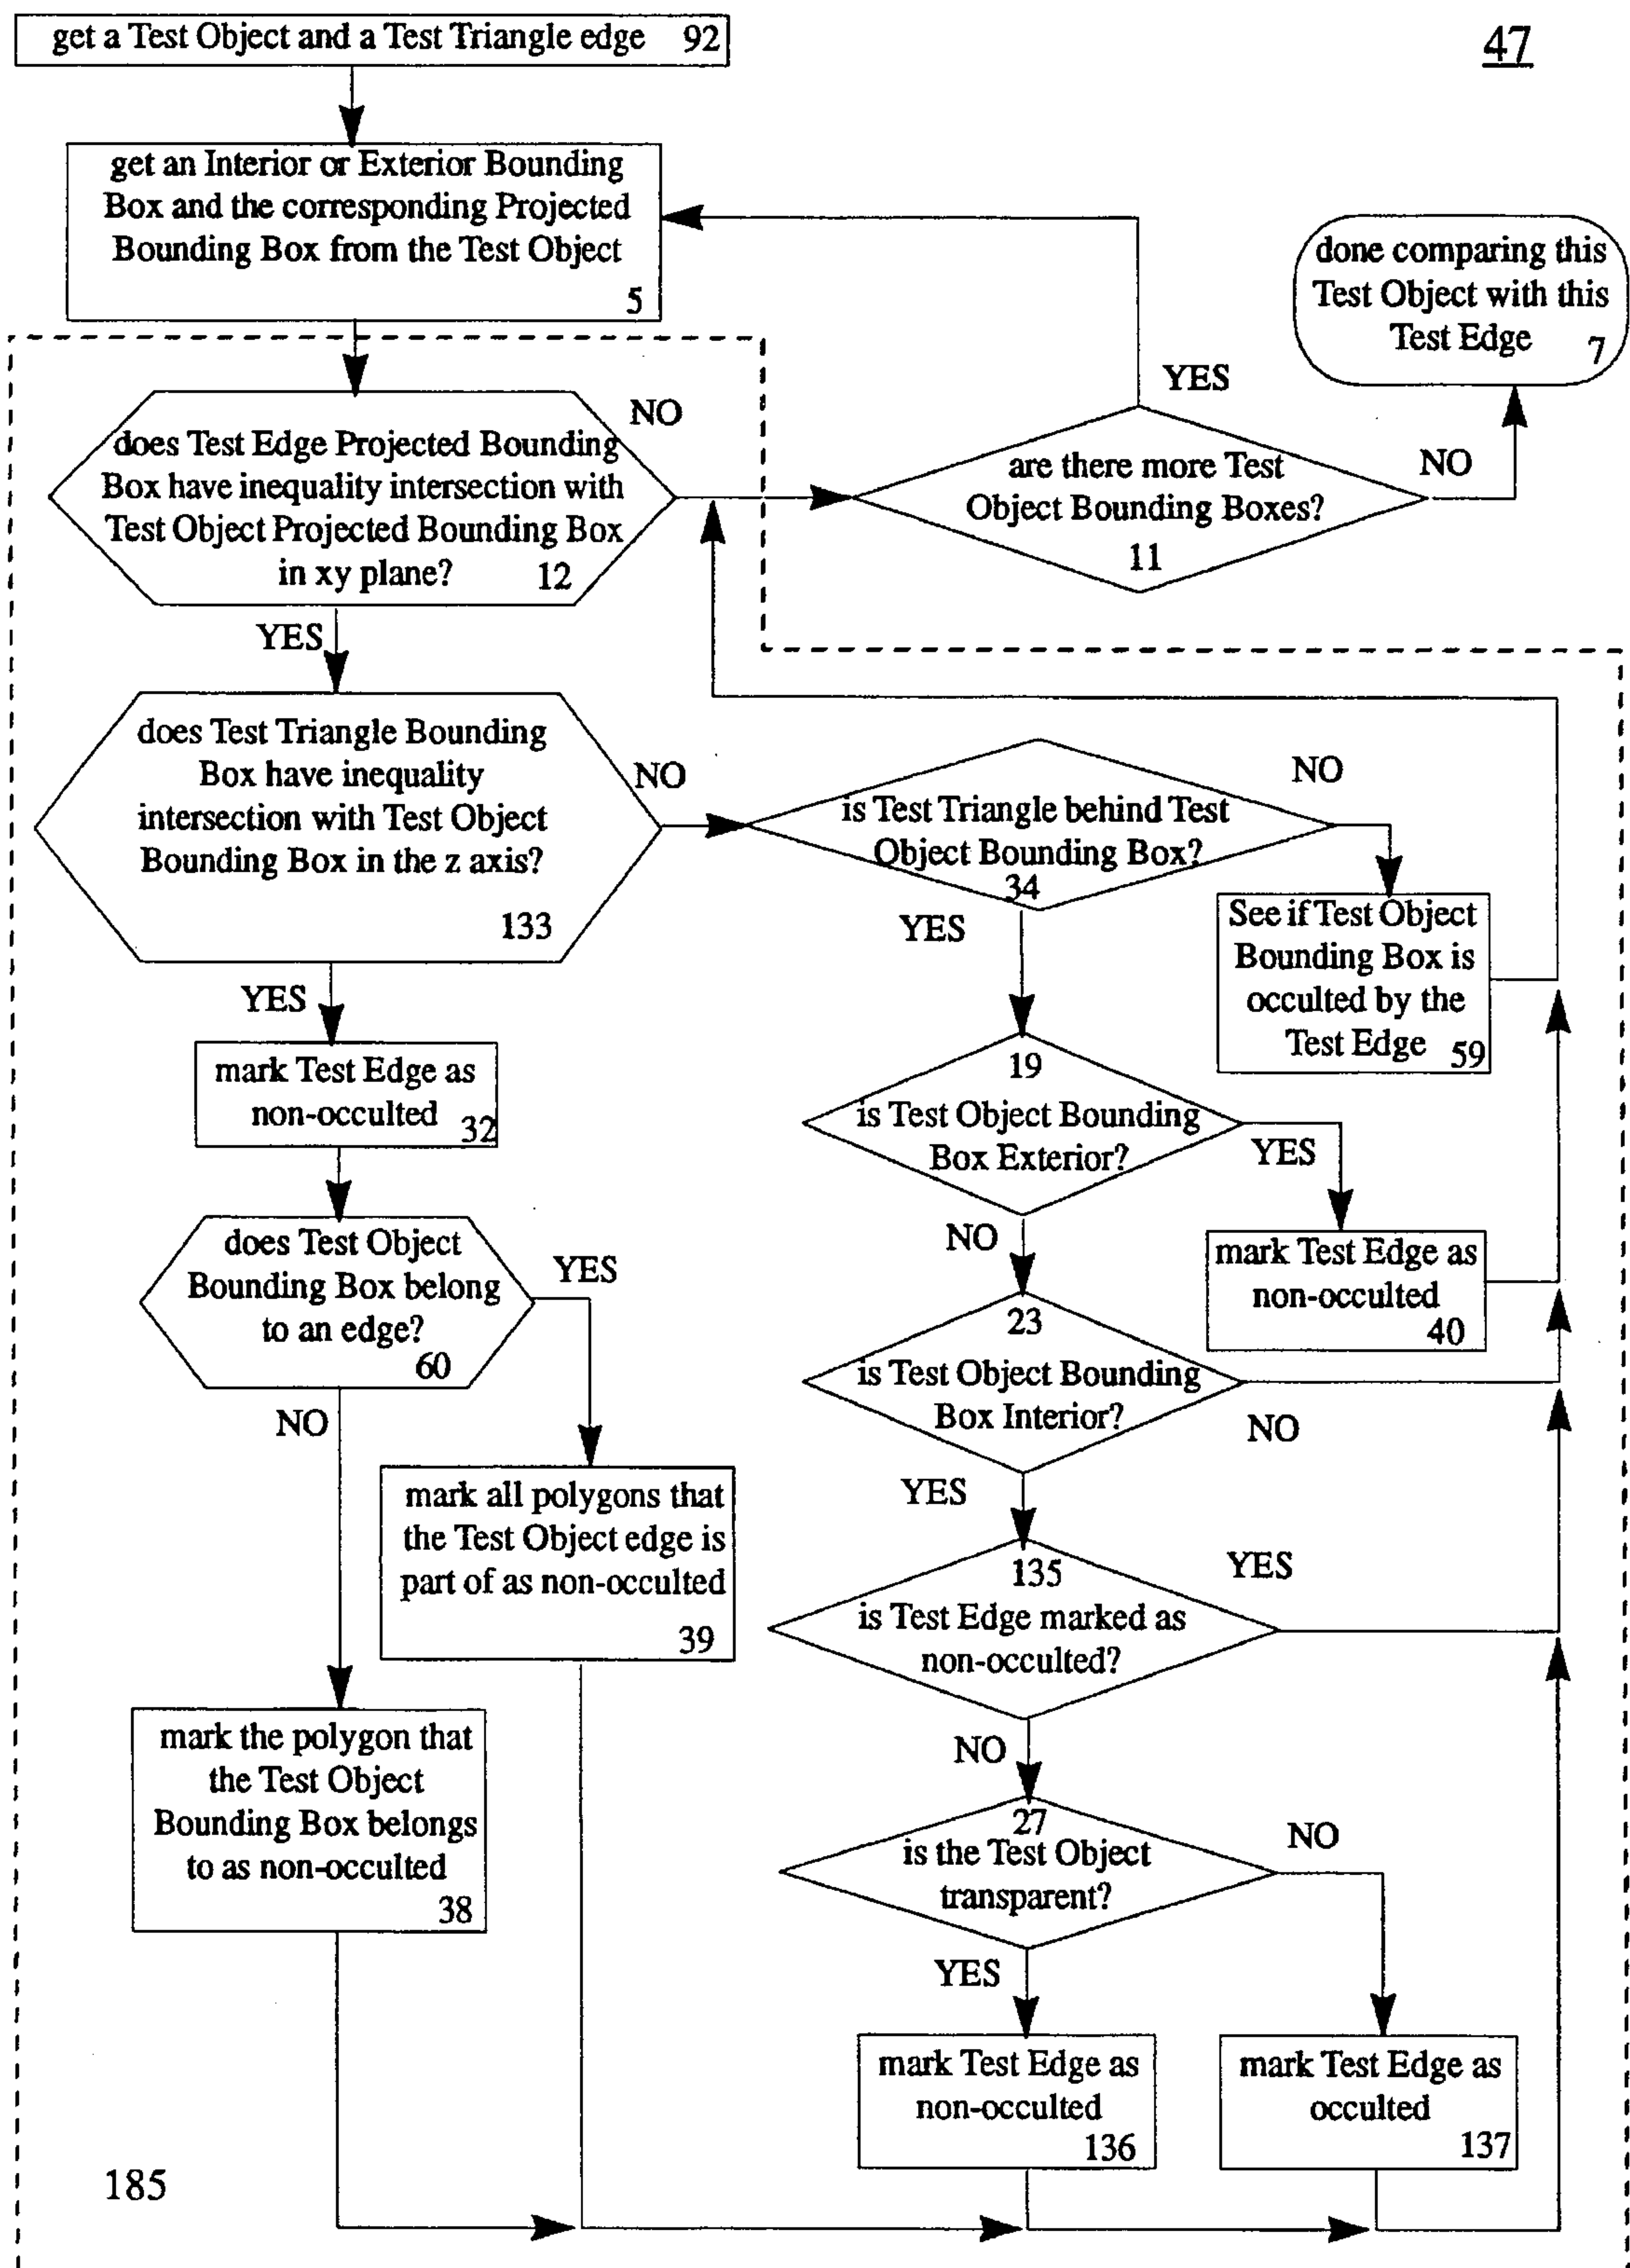 get a Test Object and a Test Triangle edge 92
47
get an Interior or Exterior Bounding
Box and the corresponding Projected
Bounding Box from the Test Object
5
done comparing this
Test Object with this
Test Edge 7
YES
NO
does Test Edge Projected Bounding
Box have inequality intersection with
Test Object Projected Bounding Box
in xy plane? 12
are there more Test
Object Bounding Boxes?
11
NO
YES
does Test Triangle Bounding
Box have inequality
intersection with Test Object
Bounding Box in the z axis?
133
NO
is Test Triangle behind Test
Object Bounding Box?
34
NO
YES
See if Test Object
Bounding Box is
occulted by the
Test Edge 59
YES
mark Test Edge as
non-occulted 32
19
is Test Object Bounding
Box Exterior?
YES
NO
mark Test Edge as
non-occulted
40
does Test Object
Bounding Box belong
to an edge?
60
YES
NO
23
is Test Object Bounding
Box Interior?
NO
YES
mark all polygons that
the Test Object edge is
part of as non-occulted
39
135
is Test Edge marked as
non-occulted?
YES
NO
mark the polygon that
the Test Object
Bounding Box belongs
to as non-occulted
38
27
is the Test Object
transparent?
NO
YES
mark Test Edge as
non-occulted
136
mark Test Edge as
occulted
137
185